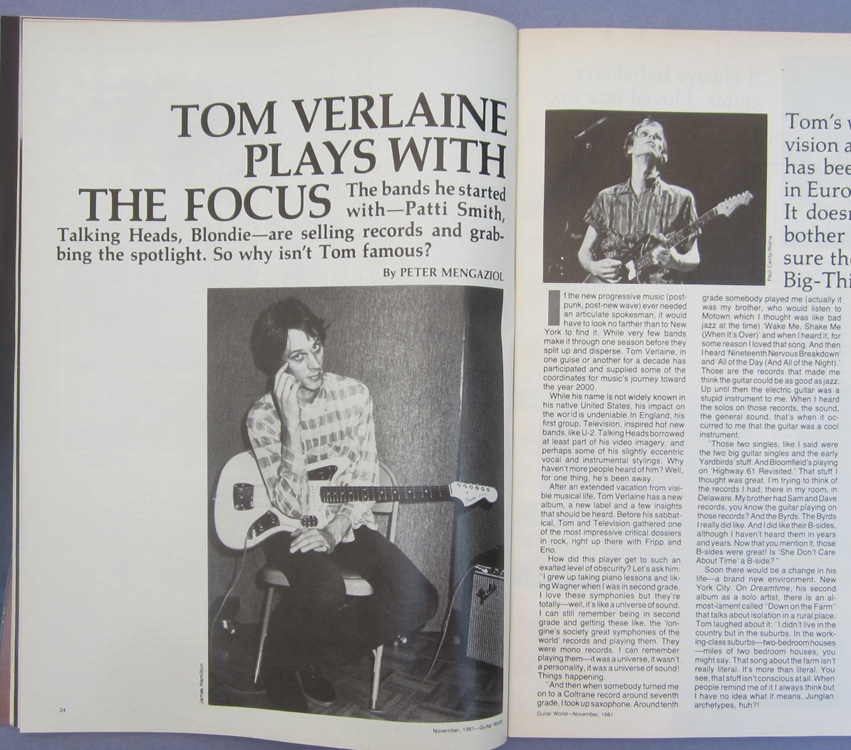 TOM VERLAINE
PLAYS WITH
THE FOCUS
The bands he started
with—Patti Smith,
Talking Heads, Blondie—are selling records and grab-
bing the spotlight. So why isn't Tom famous?
By PETER MENGAZIOL
James Hamilton
24
November, 1981—Guitar World
Tom's
vision a
has bee
in Euro
It doesn
bother
sure the
Big-Thi
If the new progressive music (post-
punk, post-new wave) ever needed
an articulate spokesman, it would
have to look no farther than to New
York to find it. While very few bands
make it through one season before they
split up and disperse. Tom Verlaine, in
one guise or another for a decade has
participated and supplied some of the
coordinates for music's journey toward
the year 2000.
While his name is not widely known in
his native United States, his impact on
the world is undeniable. In England, his
first group, Television, inspired hot new
bands, like U-2. Talking Heads borrowed
at least part of his video imagery, and
perhaps some of his slightly eccentric
vocal and instrumental stylings. Why
haven't more people heard of him? Well,
for one thing, he's been away.
After an extended vacation from visi-
ble musical life, Tom Verlaine has a new
album, a new label and a few insights
that should be heard. Before his sabbat-
ical, Tom and Television gathered one
of the most impressive critical dossiers
in rock, right up there with Fripp and
Eno.
How did this player get to such an
exalted level of obscurity? Let's ask him:
"I grew up taking piano lessons and lik-
ing Wagner when I was in second grade.
I love these symphonies but they're
totally—well, it's like a universe of sound.
I can still remember being in second
grade and getting these like, the 'lon-
gine's society great symphonies of the
world' records and playing them. They
were mono records. I can remember
playing them—it was a universe, it wasn't
a personality, it was a universe of sound!
Things happening.
"And then when somebody turned me
on to a Coltrane record around seventh
grade, I took up saxophone. Around tenth
Guitar World—November, 1981
grade somebody played me (actually it
was my brother, who would listen to
Motown which I thought was like bad
jazz at the time) 'Wake Me, Shake Me
(When It's Over)' and when I heard it, for
some reason I loved that song. And then
I heard 'Nineteenth Nervous Breakdown'
and 'All of the Day (And All of the Night).'
Those are the records that made me
think the guitar could be as good as jazz.
Up until then the electric guitar was a
stupid instrument to me. When I heard
the solos on those records, the sound,
the general sound, that's when it oc-
curred to me that the guitar was a cool
instrument.
"Those two singles, like I said were
the two big guitar singles and the early
Yardbirds' stuff. And Bloomfield's playing
on 'Highway 61 Revisited.' That stuff I
thought was great. I'm trying to think of
the records I had, there in my room, in
Delaware. My brother had Sam and Dave
records, you know the guitar playing on
those records? And the Byrds. The Byrds
I really did like. And I did like their B-sides,
although I haven't heard them in years
and years. Now that you mention it, those
B-sides were great! Is 'She Don't Care
About Time' a B-side?"
Soon there would be a change in his
life—a brand new environment. New
York City. On Dreamtime, his second
album as a solo artist, there is an al-
most-lament called "Down on the Farm"
that talks about isolation in a rural place.
Tom laughed about it: "I didn't live in the
country but in the suburbs. In the work-
ing-class suburbs—two-bedroom houses
—miles of two bedroom houses, you
might say. That song about the farm isn't
really literal. It's more than literal. You
see, that stuff isn't conscious at all. When
people remind me of it I always think but
I have no idea what it means. Jungian
archetypes, huh?!